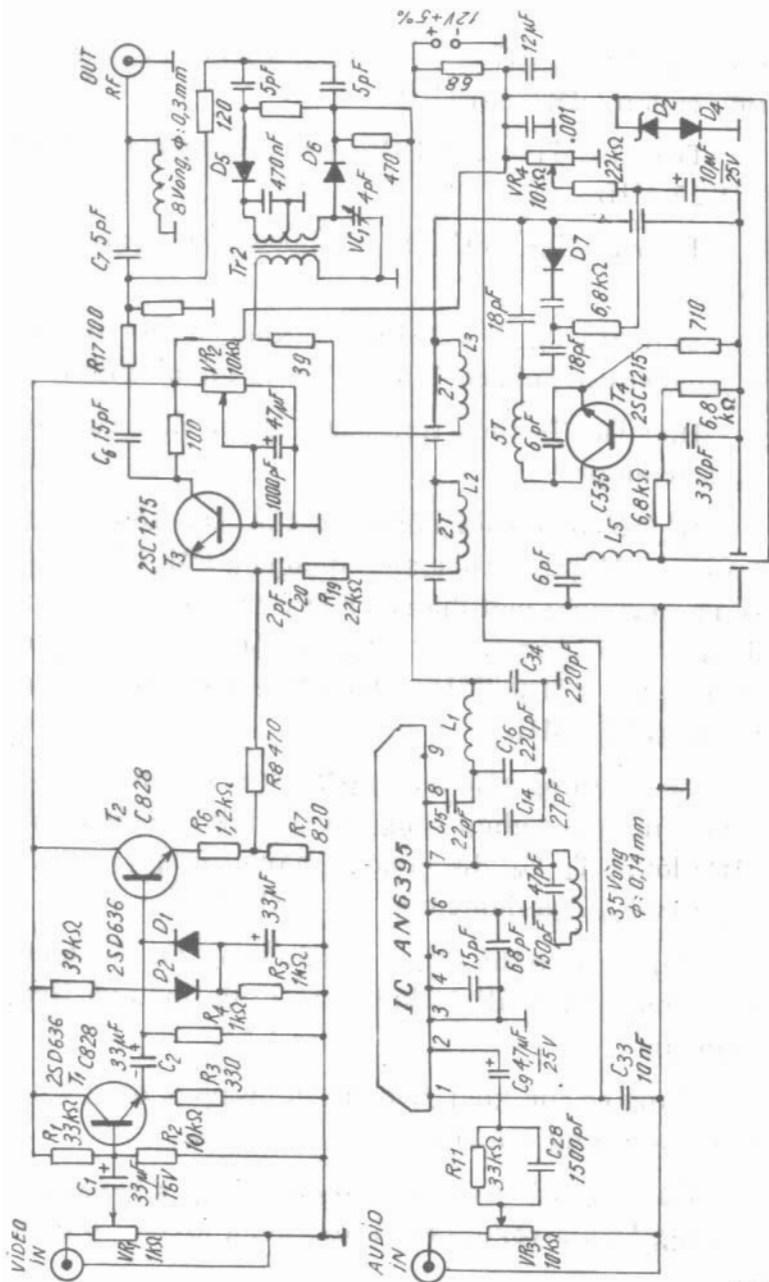 VIDEO
IN
VR1
1kΩ
C1
33µF
16V
R1
33kΩ
R2
10kΩ
2SD636
T1 C828
33µF
C2
R3
330
R4
1kΩ
39kΩ
D2
D1
R5
1kΩ
33µF
2SD636
T2
C828
R6
1,2kΩ
R7
820
R8 470
2SC1215
T3
2pF
C20
R19
22kΩ
C6 15pF
100
1000pF
47µF
VR2
10kΩ
R17 100
C7 5pF
8 Vòng, φ: 0,3mm
OUT
RF
120
5pF
5pF
D5
D6
470nF
470
Tr2
VC1
4pF
39
2T
L2
2T
L3
12V+5%
+
-
68
12µF
.001
VR4
10kΩ
22kΩ
D2
D4
10µF
25V
D7
18pF
18pF
6,8kΩ
5T
6pF
C535
T4
2SC1215
710
6,8
kΩ
330pF
6,8kΩ
L5
6pF
AUDIO
IN
VR3
10kΩ
R11
33kΩ
C28
1500pF
C9 4,7µF
25V
IC AN6395
1
2
3
4
5
6
7
8
9
15pF
68pF
150pF
47pF
C15
22pF
C14
27pF
C16
220pF
L1
C34
220pF
35 Vòng
φ: 0,14mm
C33
10nF